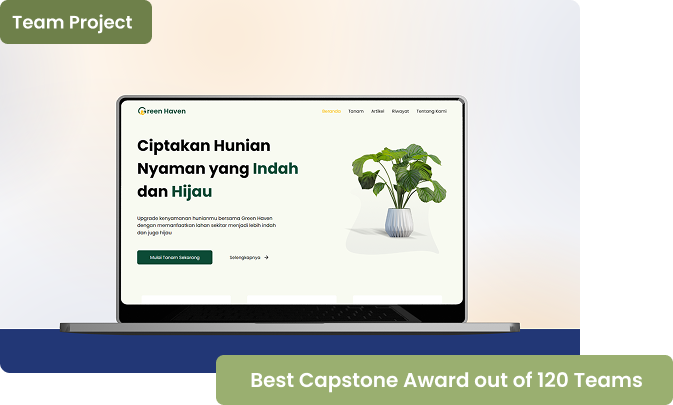 Team Project
Green Haven
Beranda Tanam Artikel Riwayat Tentang Kami
Ciptakan Hunian
Nyaman yang Indah
dan Hijau
Upgrade kenyamanan hunianmu bersama Green Haven
dengan memanfaatkan lahan sekitar menjadi lebih indah
dan juga hijau
Mulai Tanam Sekarang
Selengkapnya →
Best Capstone Award out of 120 Teams